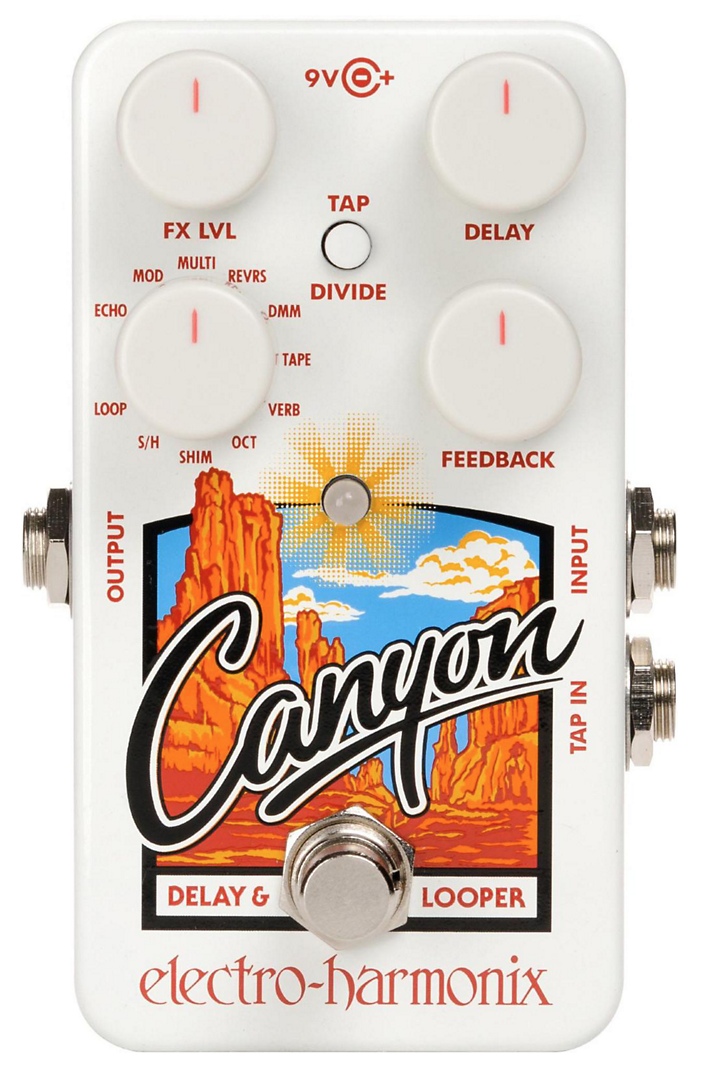 9V
FX LVL
TAP
DIVIDE
DELAY
MULTI
MOD
REVRS
ECHO
DMM
TAPE
LOOP
VERB
S/H
OCT
SHIM
FEEDBACK
OUTPUT
INPUT
Canyon
TAP IN
DELAY & LOOPER
electro-harmonix